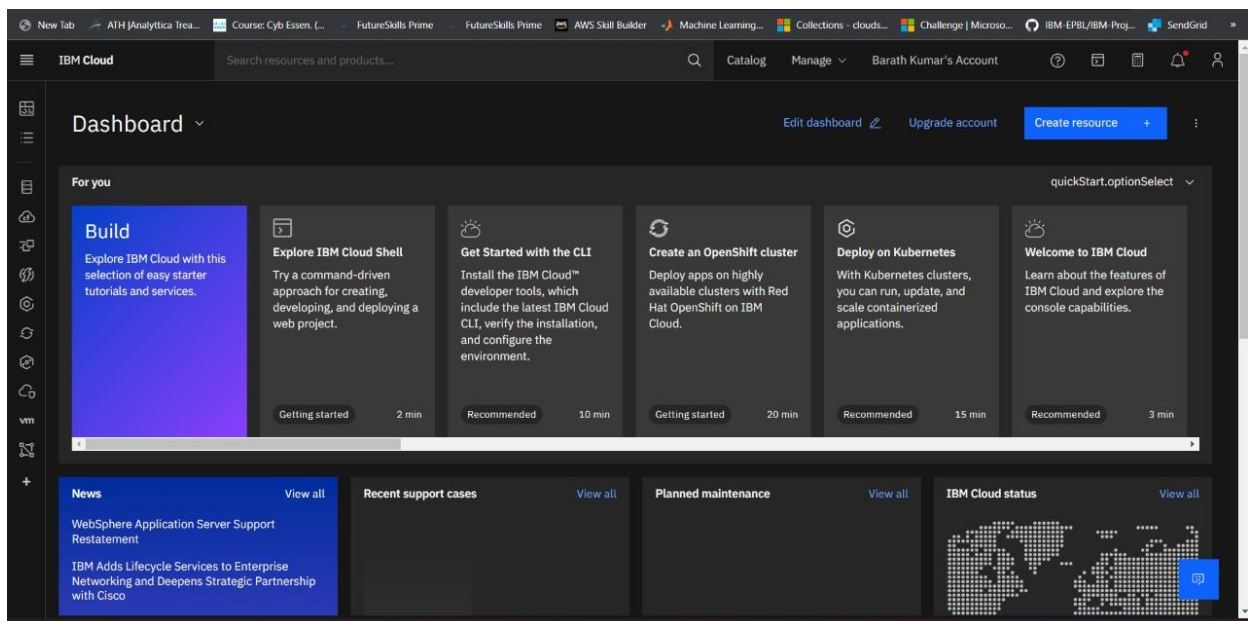 New Tab ATH |Analyttica Trea... Course: Cyb Essen. (... FutureSkills Prime FutureSkills Prime AWS Skill Builder Machine Learning... Collections - clouds... Challenge | Microso... IBM-EPBL/IBM-Proj... SendGrid »
IBM Cloud Search resources and products... Catalog Manage Barath Kumar's Account
Dashboard Edit dashboard Upgrade account Create resource +
For you quickStart.optionSelect
Build
Explore IBM Cloud with this
selection of easy starter
tutorials and services.
Explore IBM Cloud Shell
Try a command-driven
approach for creating,
developing, and deploying a
web project.
Getting started 2 min
Get Started with the CLI
Install the IBM Cloud™
developer tools, which
include the latest IBM Cloud
CLI, verify the installation,
and configure the
environment.
Recommended 10 min
Create an OpenShift cluster
Deploy apps on highly
available clusters with Red
Hat OpenShift on IBM
Cloud.
Getting started 20 min
Deploy on Kubernetes
With Kubernetes clusters,
you can run, update, and
scale containerized
applications.
Recommended 15 min
Welcome to IBM Cloud
Learn about the features of
IBM Cloud and explore the
console capabilities.
Recommended 3 min
vm
+
News View all
WebSphere Application Server Support
Restatement
IBM Adds Lifecycle Services to Enterprise
Networking and Deepens Strategic Partnership
with Cisco
Recent support cases View all
Planned maintenance View all
IBM Cloud status View all